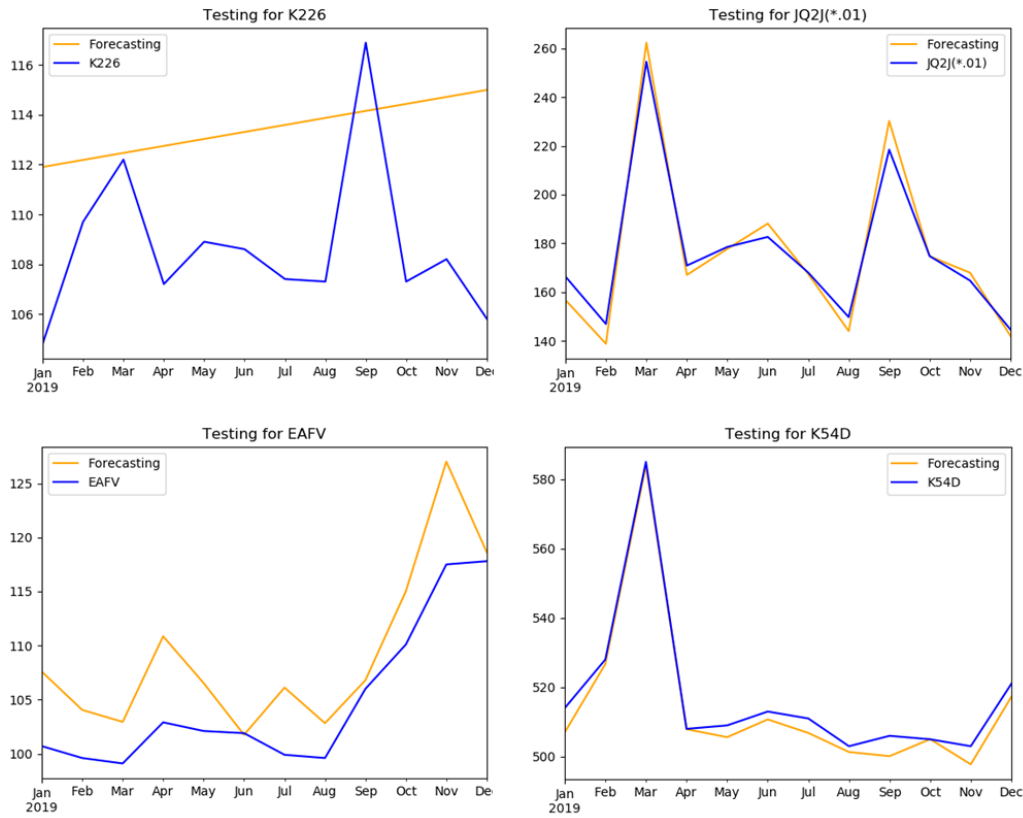 Testing for K226
Forecasting
K226
116
114
112
110
108
106
Jan Feb Mar Apr May Jun Jul Aug Sep Oct Nov Dec
2019
Testing for JQ2J(*.01)
Forecasting
JQ2J(*.01)
260
240
220
200
180
160
140
Jan Feb Mar Apr May Jun Jul Aug Sep Oct Nov Dec
2019
Testing for EAFV
Forecasting
EAFV
125
120
115
110
105
100
Jan Feb Mar Apr May Jun Jul Aug Sep Oct Nov De
2019
Testing for K54D
Forecasting
K54D
580
560
540
520
500
Jan Feb Mar Apr May Jun Jul Aug Sep Oct Nov Dec
2019